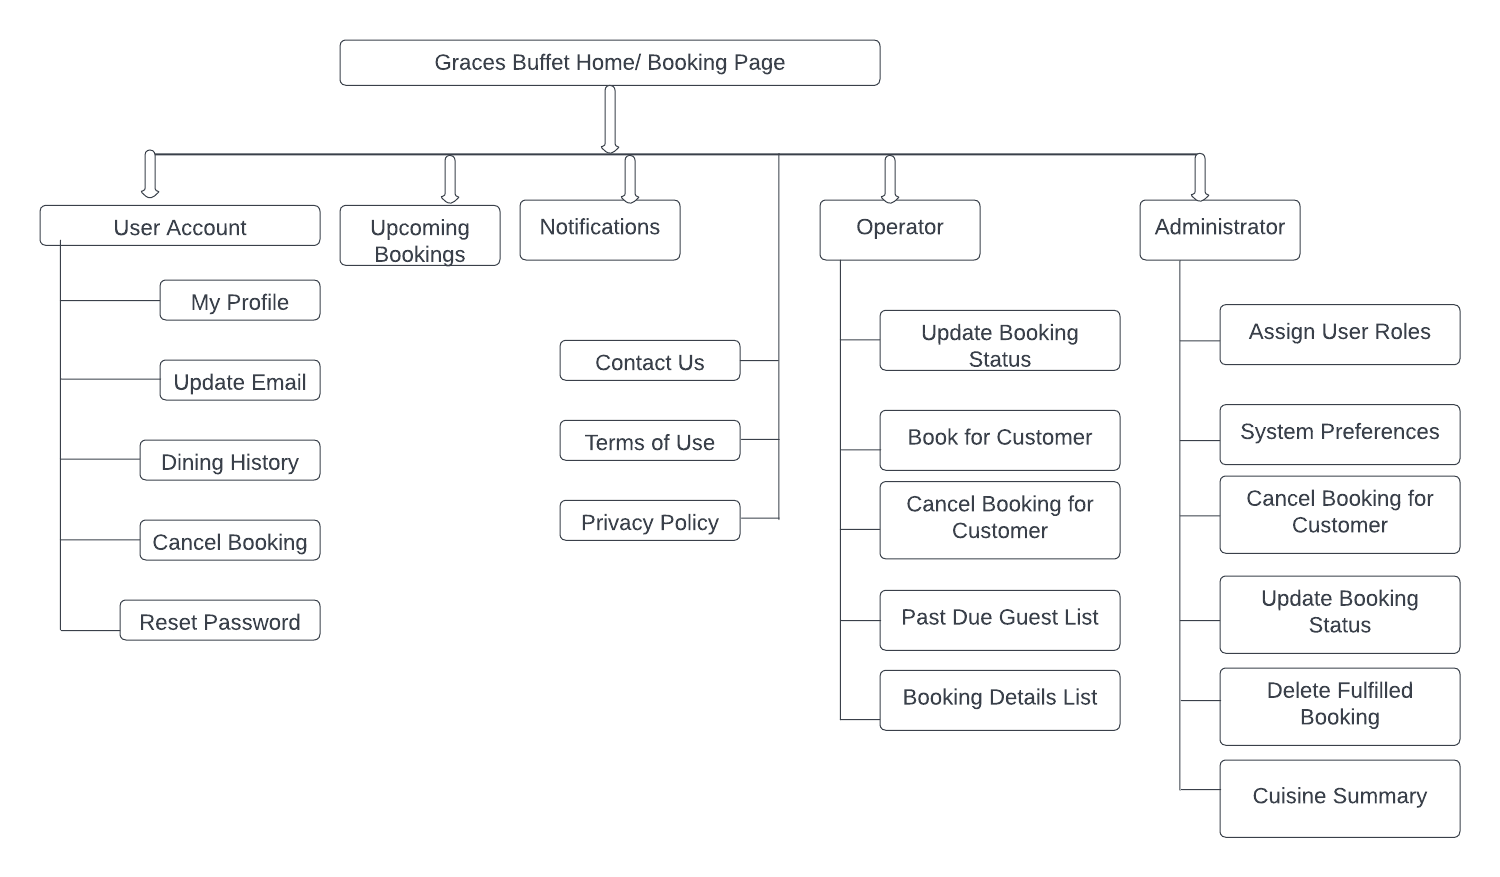 Graces Buffet Home/ Booking Page
User Account
Upcoming
Bookings
Notifications
Operator
Administrator
My Profile
Update Email
Dining History
Cancel Booking
Reset Password
Contact Us
Terms of Use
Privacy Policy
Update Booking
Status
Book for Customer
Cancel Booking for
Customer
Past Due Guest List
Booking Details List
Assign User Roles
System Preferences
Cancel Booking for
Customer
Update Booking
Status
Delete Fulfilled
Booking
Cuisine Summary